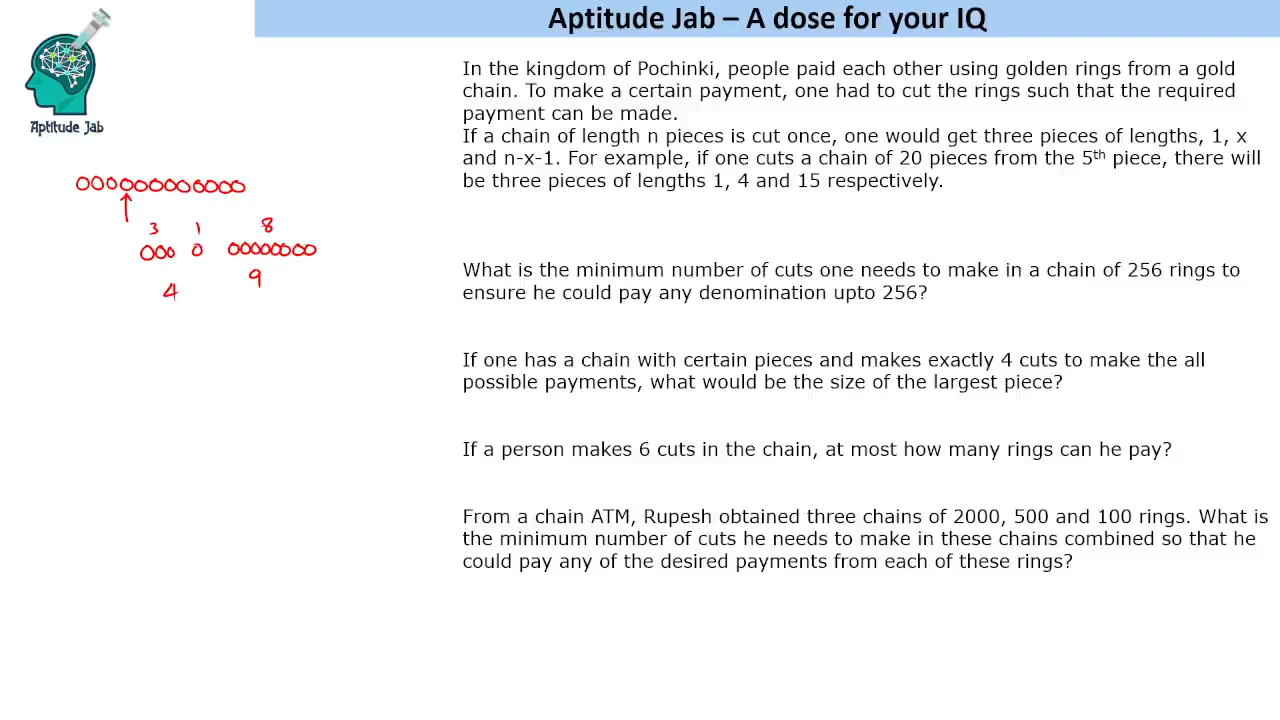 Aptitude Jab – A dose for your IQ
Aptitude Jab
In the kingdom of Pochinki, people paid each other using golden rings from a gold
chain. To make a certain payment, one had to cut the rings such that the required
payment can be made.
If a chain of length n pieces is cut once, one would get three pieces of lengths, 1, x
and n-x-1. For example, if one cuts a chain of 20 pieces from the 5th piece, there will
be three pieces of lengths 1, 4 and 15 respectively.
3 1 8
4 9
What is the minimum number of cuts one needs to make in a chain of 256 rings to
ensure he could pay any denomination upto 256?
If one has a chain with certain pieces and makes exactly 4 cuts to make the all
possible payments, what would be the size of the largest piece?
If a person makes 6 cuts in the chain, at most how many rings can he pay?
From a chain ATM, Rupesh obtained three chains of 2000, 500 and 100 rings. What is
the minimum number of cuts he needs to make in these chains combined so that he
could pay any of the desired payments from each of these rings?